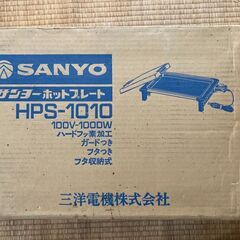 SANYO
サンヨーホットプレート
HPS-1010
100V-1000W
ハードフッ素加工
ガードつき
フタつき
フタ収納式
三洋電機株式会社